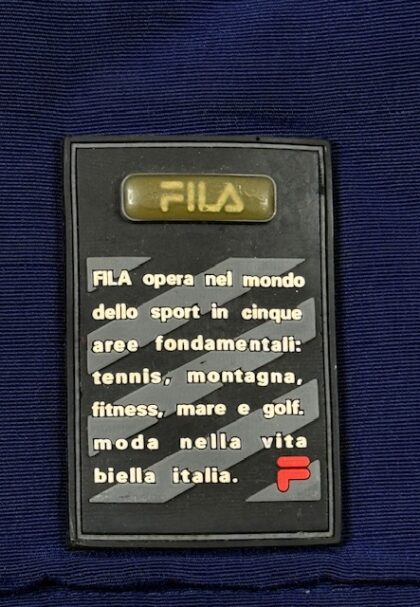 FILA
FILA opera nel mondo
dello sport in cinque
aree fondamentali:
tennis, montagna,
fitness, mare e golf.
moda nella vita
biella italia.